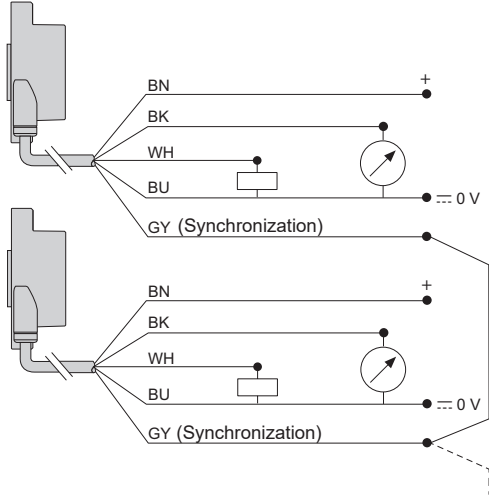 BN
+
BK
WH
BU
⎓ 0 V
GY (Synchronization)
BN
+
BK
WH
BU
⎓ 0 V
GY (Synchronization)